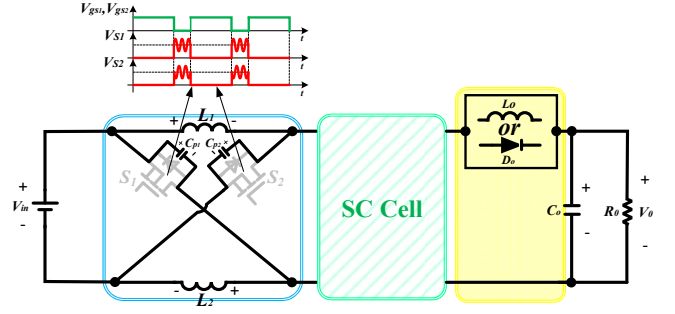 Vgs1,Vgs2
t
VS1
t
VS2
t
+ L1 -
+ Cp1 - Cp2 +
S1 S2
+
Vin
-
- L2 +
SC Cell
Lo
or
Do
+
Co
-
R0
+
V0
-